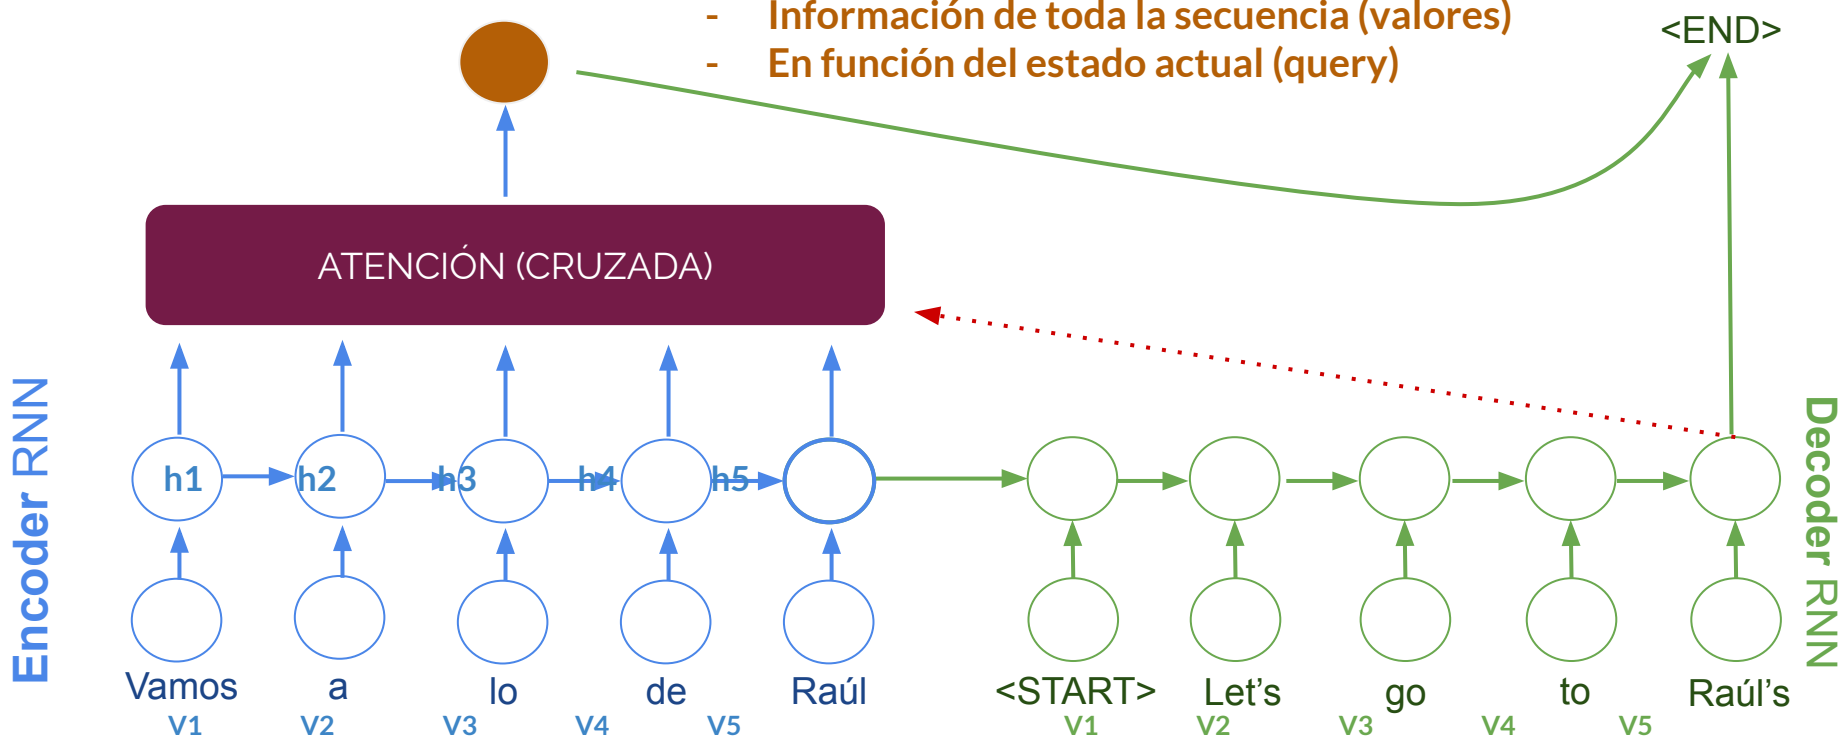 - Información de toda la secuencia (valores)
- En función del estado actual (query)
<END>
ATENCIÓN (CRUZADA)
Encoder RNN
h1 h2 h3 h4 h5
Decoder RNN
Vamos a lo de Raúl <START> Let's go to Raúl's
V1 V2 V3 V4 V5 V1 V2 V3 V4 V5